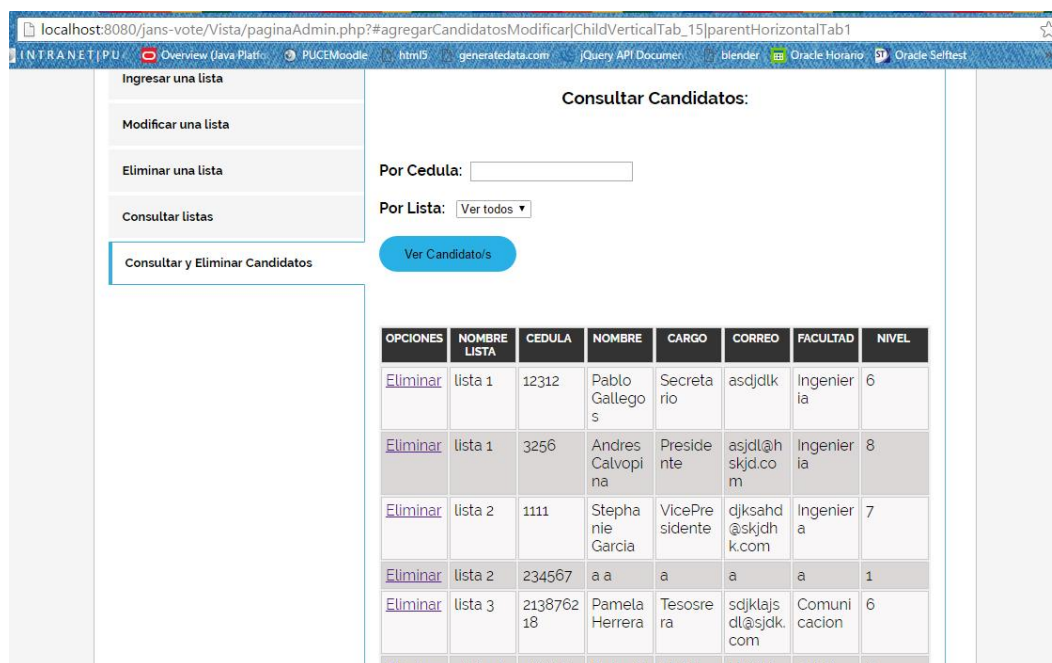 localhost:8080/jans-vote/Vista/paginaAdmin.php?#agregarCandidatosModificar|ChildVerticalTab_15|parentHorizontalTab1
INTRANET|PU Overview (Java Platfo PUCEMoodle html5 generatedata.com jQuery API Documen blender Oracle Horario Oracle Selftest
Ingresar una lista
Modificar una lista
Eliminar una lista
Consultar listas
Consultar y Eliminar Candidatos
Consultar Candidatos:
Por Cedula:
Por Lista: Ver todos
Ver Candidato/s
OPCIONES NOMBRE LISTA CEDULA NOMBRE CARGO CORREO FACULTAD NIVEL
Eliminar lista 1 12312 Pablo Gallegos Secretario asdjdlk Ingenieria 6
Eliminar lista 1 3256 Andres Calvopina Presidente asjdl@hskjd.com Ingenieria 8
Eliminar lista 2 1111 Stephanie Garcia VicePresidente djksahd@skjdhk.com Ingeniera 7
Eliminar lista 2 234567 a a a a a 1
Eliminar lista 3 213876218 Pamela Herrera Tesosrera sdjklajsdl@sjdk.com Comunicacion 6